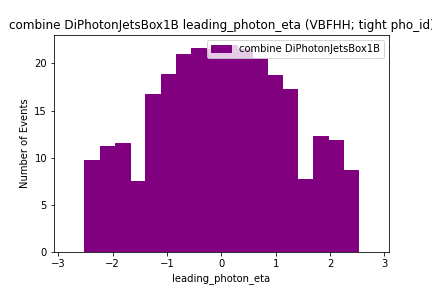 combine DiPhotonJetsBox1B leading_photon_eta (VBFHH; tight pho_id)
combine DiPhotonJetsBox1B
Number of Events
20
15
10
5
0
−3 −2 −1 0 1 2 3
leading_photon_eta